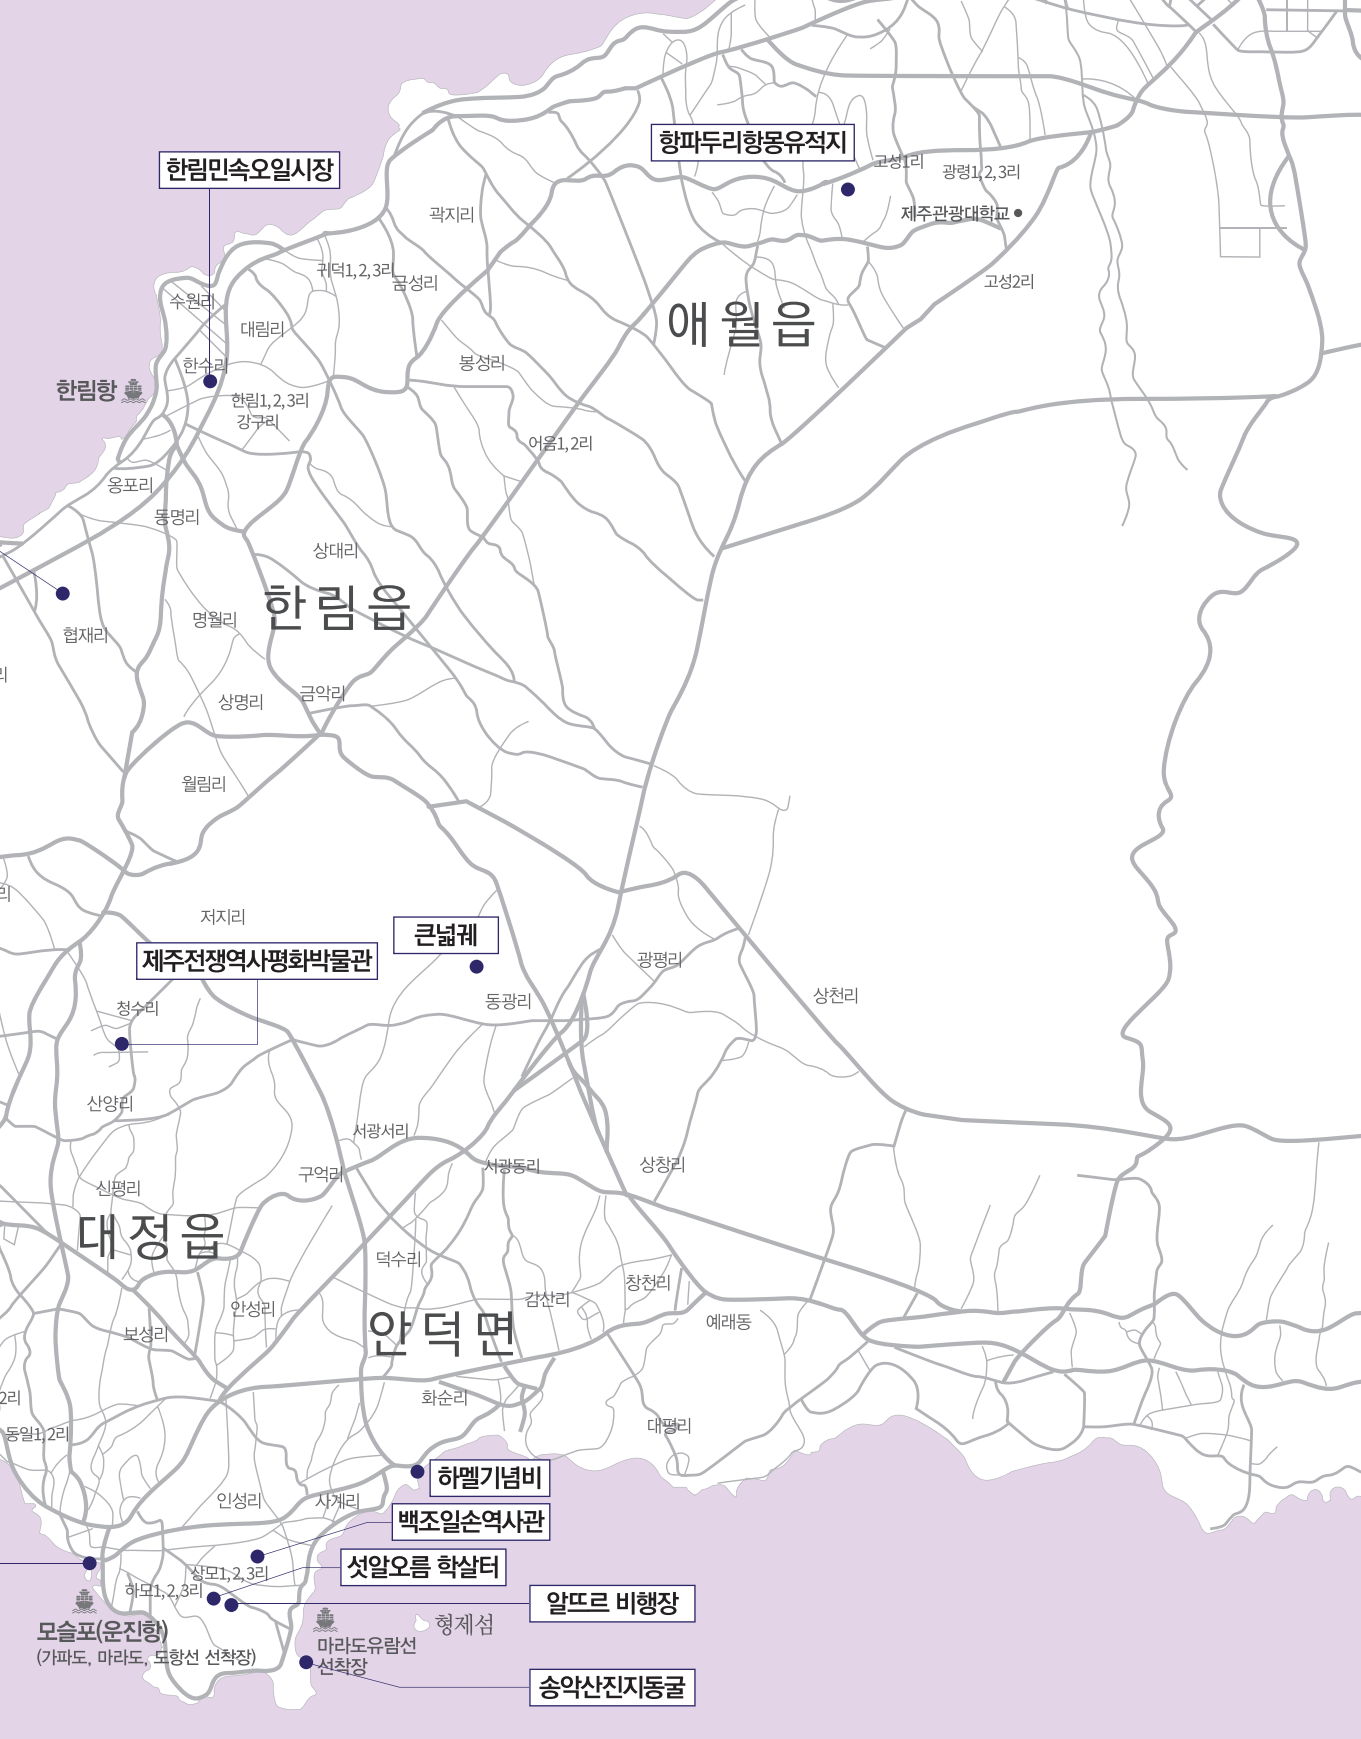 항파두리항몽유적지
한림민속오일시장
고성1리
광령1,2,3리
제주관광대학교
곽지리
귀덕1,2,3리
금성리
고성2리
수원리
대림리
애월읍
한수리
봉성리
한림항
한림1,2,3리
강구리
어음1,2리
옹포리
동명리
상대리
한림읍
명월리
협재리
리
상명리
금악리
월림리
리
저지리
큰넓궤
제주전쟁역사평화박물관
광평리
상천리
동광리
청수리
산양리
서광서리
서광동리
상창리
구억리
신평리
대정읍
덕수리
창천리
감산리
안성리
예래동
보성리
안덕면
2리
화순리
대평리
동일1,2리
하멜기념비
인성리
사계리
백조일손역사관
섯알오름 학살터
상모1,2,3리
하모1,2,3리
알뜨르 비행장
형제섬
모슬포(운진항)
(가파도, 마라도, 도항선 선착장)
마라도유람선
선착장
송악산진지동굴